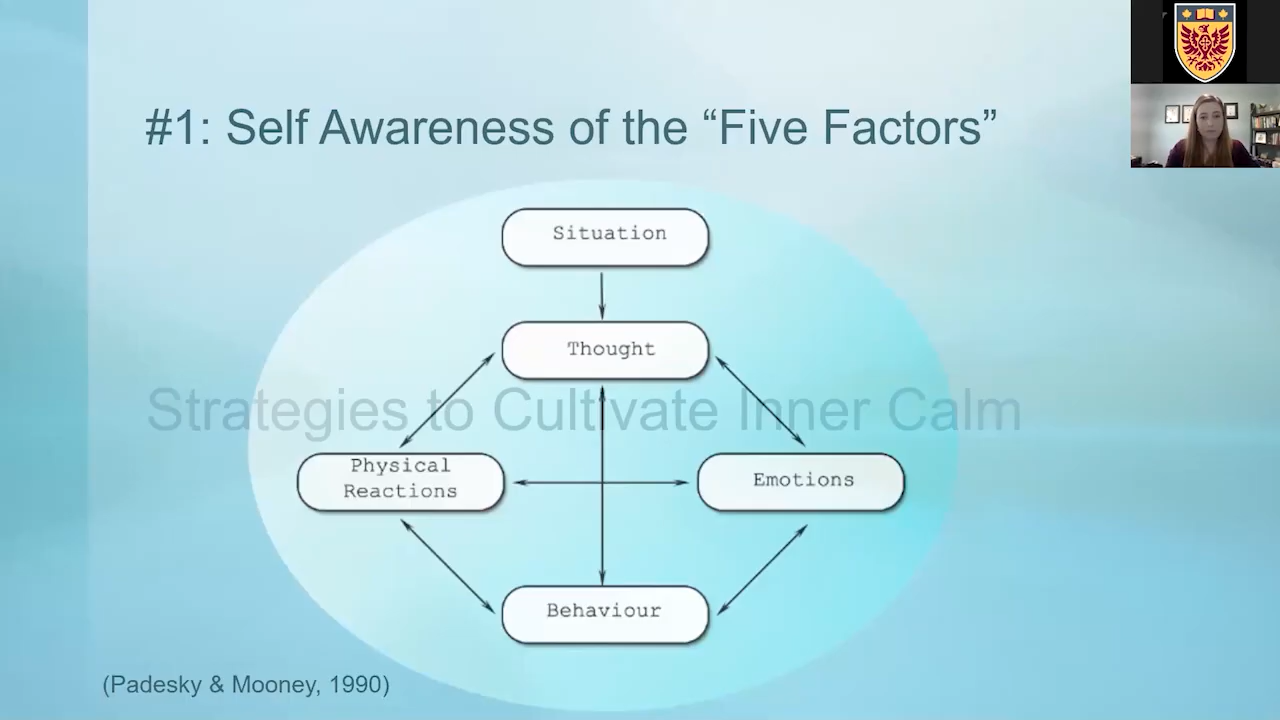 #1: Self Awareness of the “Five Factors”
Situation
Thought
Strategies to Cultivate Inner Calm
Physical
Reactions
Emotions
Behaviour
(Padesky & Mooney, 1990)